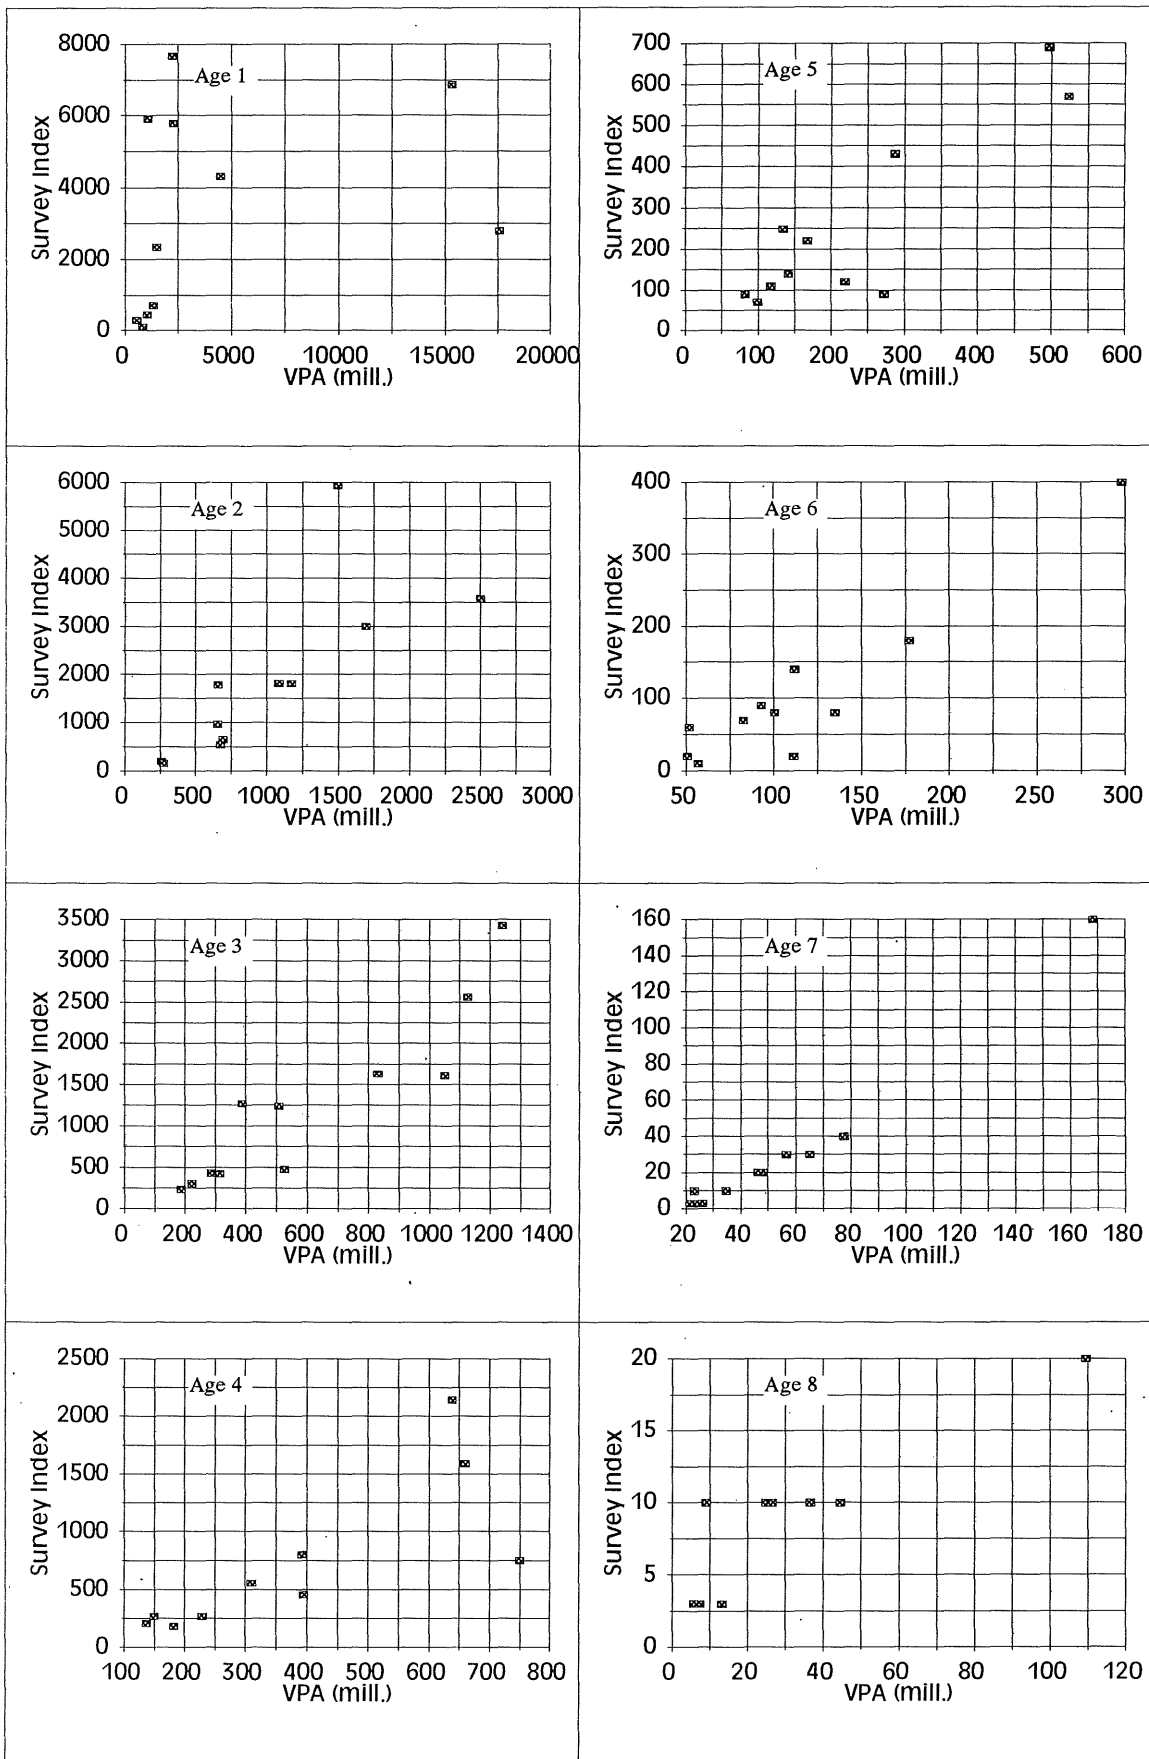 8000
6000
4000
2000
0
Survey Index
Age 1
0 5000 10000 15000 20000
VPA (mill.)
700
600
500
400
300
200
100
0
Survey Index
Age 5
0 100 200 300 400 500 600
VPA (mill.)
6000
5000
4000
3000
2000
1000
0
Survey Index
Age 2
0 500 1000 1500 2000 2500 3000
VPA (mill.)
400
300
200
100
0
Survey Index
Age 6
50 100 150 200 250 300
VPA (mill.)
3500
3000
2500
2000
1500
1000
500
0
Survey Index
Age 3
0 200 400 600 800 1000 1200 1400
VPA (mill.)
160
140
120
100
80
60
40
20
0
Survey Index
Age 7
20 40 60 80 100 120 140 160 180
VPA (mill.)
2500
2000
1500
1000
500
0
Survey Index
Age 4
100 200 300 400 500 600 700 800
VPA (mill.)
20
15
10
5
0
Survey Index
Age 8
0 20 40 60 80 100 120
VPA (mill.)